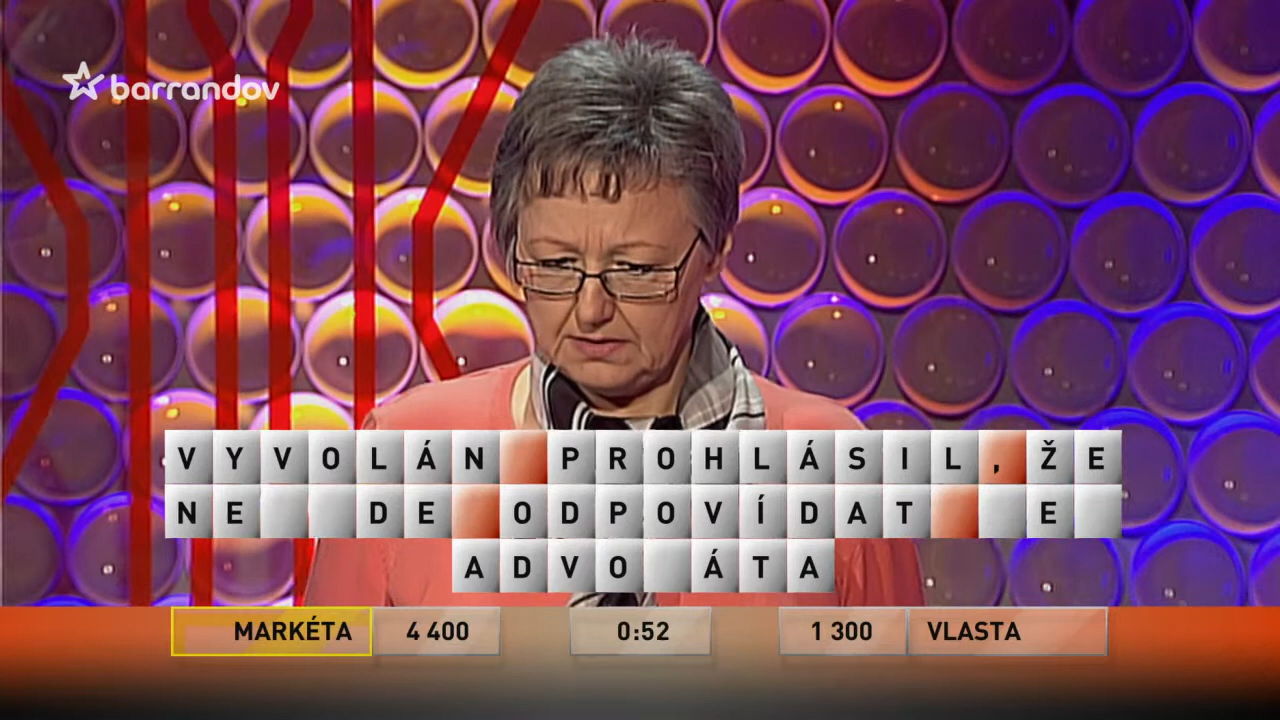 barrandov
VYVOLÁN PROHLÁSIL, ŽE
NE  DE ODPOVÍDAT  E 
ADVO ÁTA
MARKÉTA 4 400 0:52 1 300 VLASTA